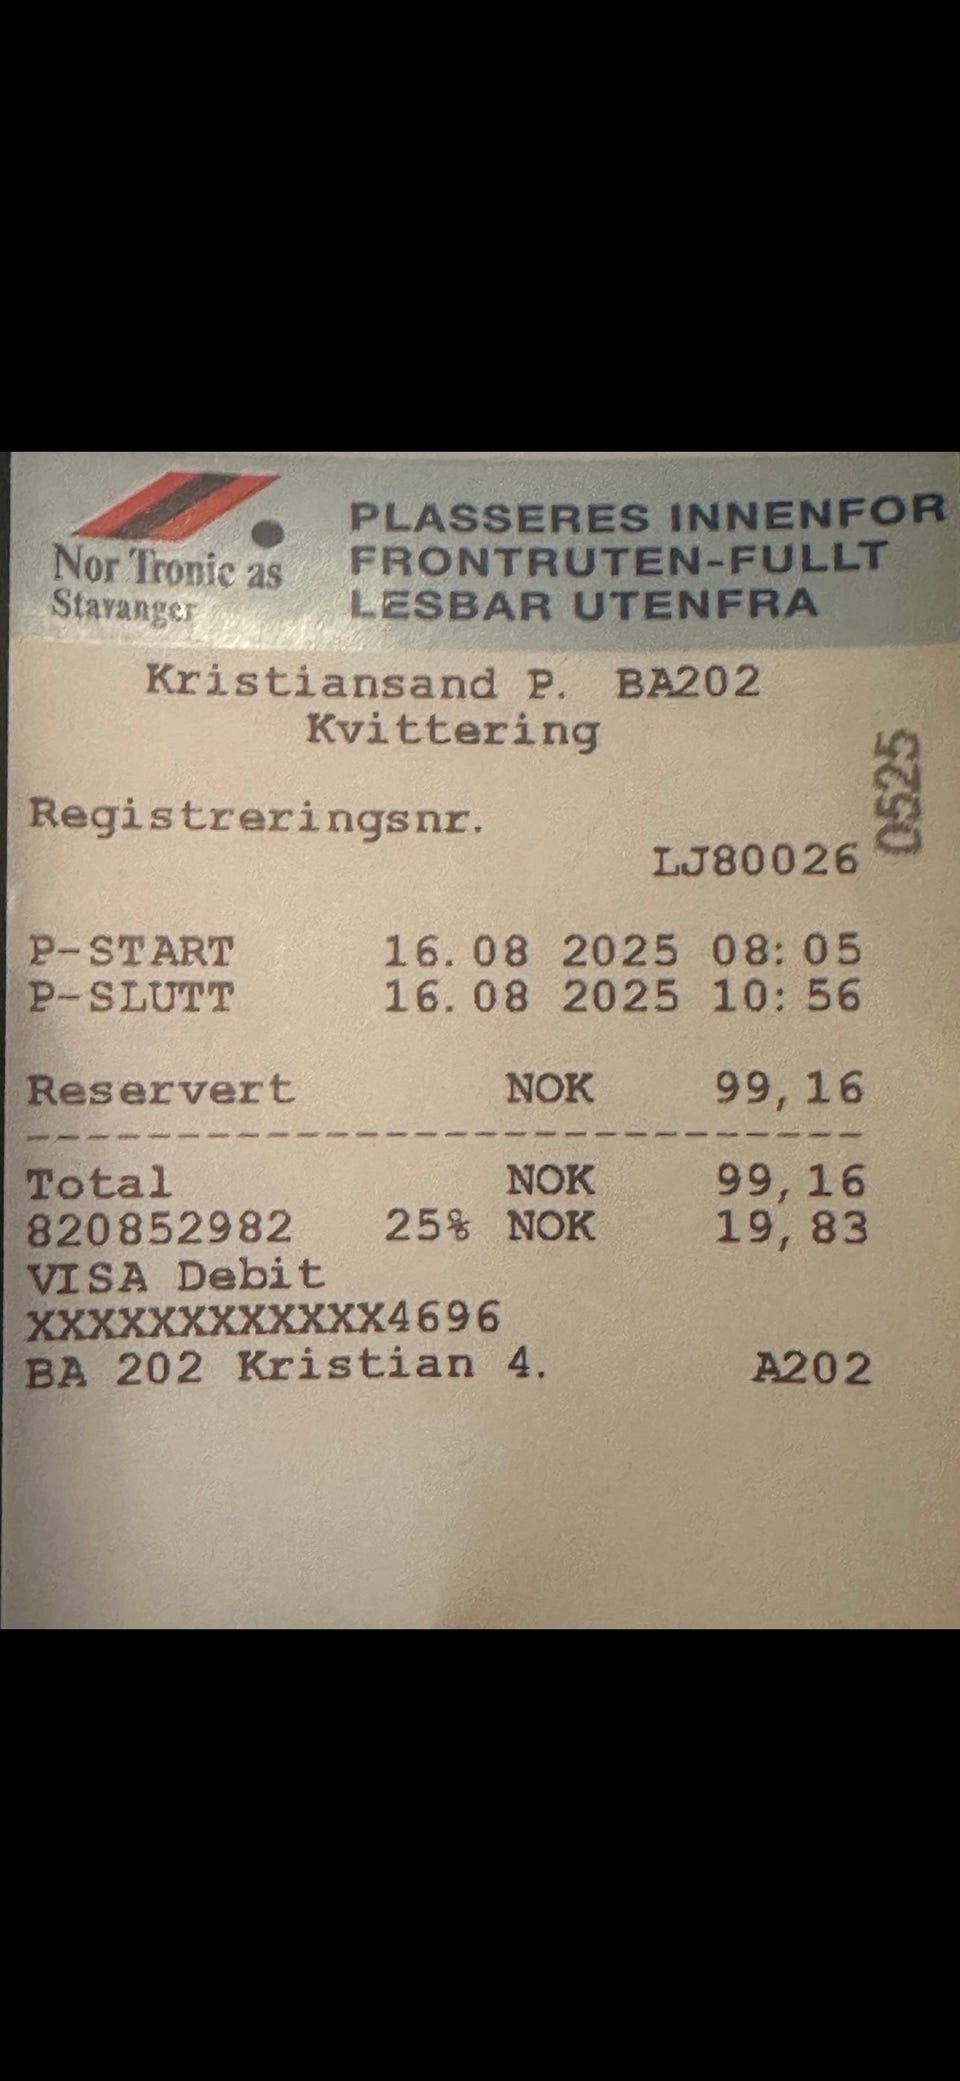 Nor Tronic as
Stavanger
PLASSERES INNENFOR
FRONTRUTEN-FULLT
LESBAR UTENFRA
Kristiansand P. BA202
Kvittering
0525
Registreringsnr.
LJ80026
P-START 16.08 2025 08:05
P-SLUTT 16.08 2025 10:56
Reservert NOK 99,16
----------------------------
Total NOK 99,16
820852982 25% NOK 19,83
VISA Debit
XXXXXXXXXXXX4696
BA 202 Kristian 4. A202